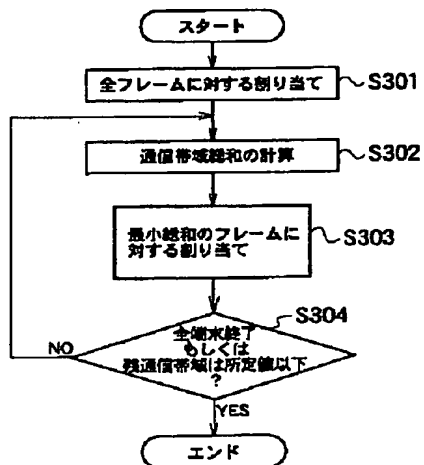 スタート
全フレームに対する割り当て
S301
通信帯域総和の計算
S302
最小総和のフレームに
対する割り当て
S303
S304
全端末終了
もしくは
残通信帯域は所定値以下
?
NO
YES
エンド